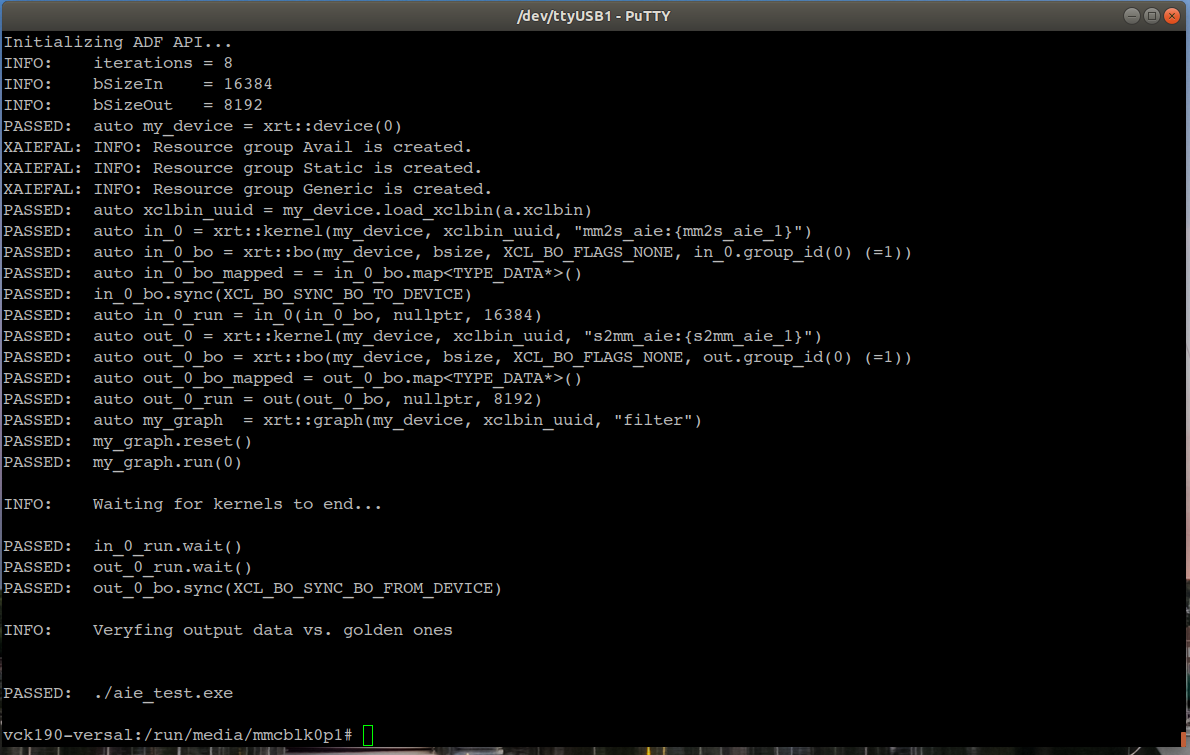 /dev/ttyUSB1 - PuTTY
Initializing ADF API...
INFO:    iterations = 8
INFO:    bSizeIn    = 16384
INFO:    bSizeOut   = 8192
PASSED:  auto my_device = xrt::device(0)
XAIEFAL: INFO: Resource group Avail is created.
XAIEFAL: INFO: Resource group Static is created.
XAIEFAL: INFO: Resource group Generic is created.
PASSED:  auto xclbin_uuid = my_device.load_xclbin(a.xclbin)
PASSED:  auto in_0 = xrt::kernel(my_device, xclbin_uuid, "mm2s_aie:{mm2s_aie_1}")
PASSED:  auto in_0_bo = xrt::bo(my_device, bsize, XCL_BO_FLAGS_NONE, in_0.group_id(0) (=1))
PASSED:  auto in_0_bo_mapped = = in_0_bo.map<TYPE_DATA*>()
PASSED:  in_0_bo.sync(XCL_BO_SYNC_BO_TO_DEVICE)
PASSED:  auto in_0_run = in_0(in_0_bo, nullptr, 16384)
PASSED:  auto out_0 = xrt::kernel(my_device, xclbin_uuid, "s2mm_aie:{s2mm_aie_1}")
PASSED:  auto out_0_bo = xrt::bo(my_device, bsize, XCL_BO_FLAGS_NONE, out.group_id(0) (=1))
PASSED:  auto out_0_bo_mapped = out_0_bo.map<TYPE_DATA*>()
PASSED:  auto out_0_run = out(out_0_bo, nullptr, 8192)
PASSED:  auto my_graph  = xrt::graph(my_device, xclbin_uuid, "filter")
PASSED:  my_graph.reset()
PASSED:  my_graph.run(0)
INFO:    Waiting for kernels to end...
PASSED:  in_0_run.wait()
PASSED:  out_0_run.wait()
PASSED:  out_0_bo.sync(XCL_BO_SYNC_BO_FROM_DEVICE)
INFO:    Veryfing output data vs. golden ones
PASSED:  ./aie_test.exe
vck190-versal:/run/media/mmcblk0p1#